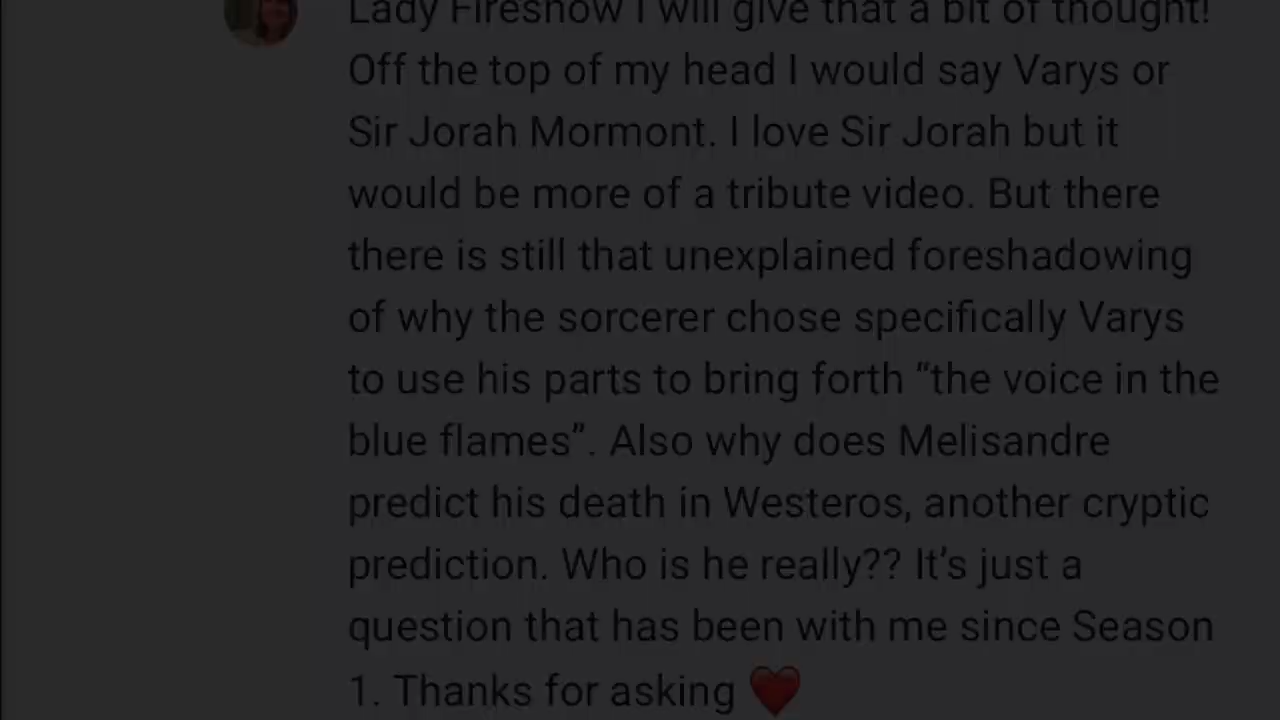 Lady Firesnow I will give that a bit of thought!
Off the top of my head I would say Varys or
Sir Jorah Mormont. I love Sir Jorah but it
would be more of a tribute video. But there
there is still that unexplained foreshadowing
of why the sorcerer chose specifically Varys
to use his parts to bring forth “the voice in the
blue flames”. Also why does Melisandre
predict his death in Westeros, another cryptic
prediction. Who is he really?? It’s just a
question that has been with me since Season
1. Thanks for asking ❤️